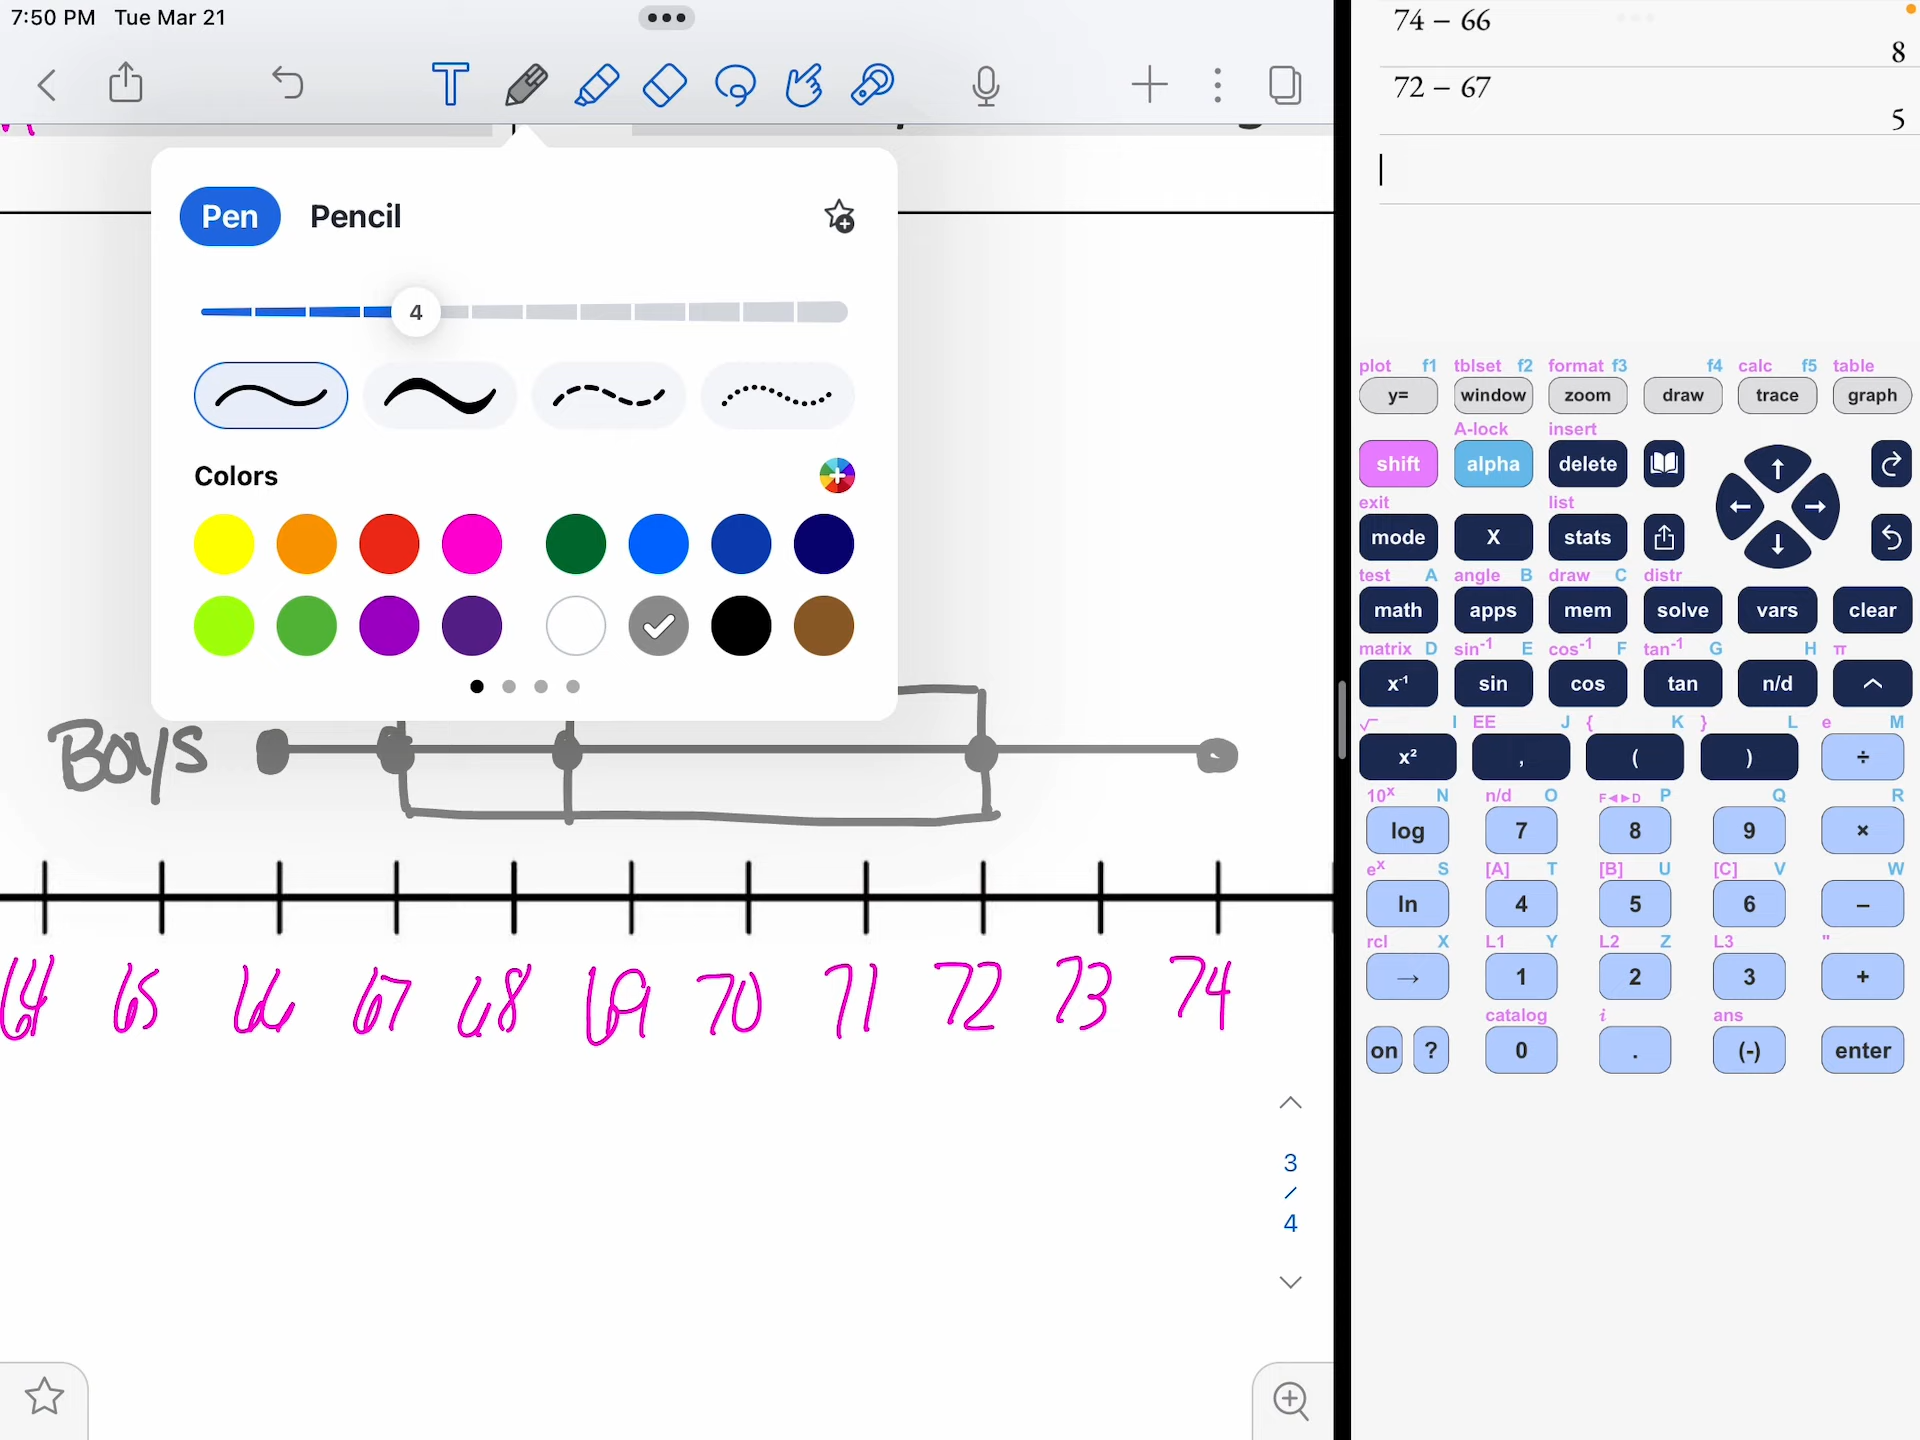 7:50 PM Tue Mar 21
T
Pen Pencil
4
Colors
Boys
64 65 66 67 68 69 70 71 72 73 74
3
/
4
74 – 66
8
72 – 67
5
plot f1 tblset f2 format f3 f4 calc f5 table
y= window zoom draw trace graph
A-lock insert
shift alpha delete
exit list
mode X stats
test A angle B draw C distr
math apps mem solve vars clear
matrix D sin⁻¹ E cos⁻¹ F tan⁻¹ G H π
x⁻¹ sin cos tan n/d ^
√ I EE J { K } L e M
x² , ( ) ÷
10ˣ N n/d O F◄►D P Q R
log 7 8 9 ×
eˣ S [A] T [B] U [C] V W
ln 4 5 6 –
rcl X L1 Y L2 Z L3 "
→ 1 2 3 +
catalog i ans
on ? 0 . (-) enter